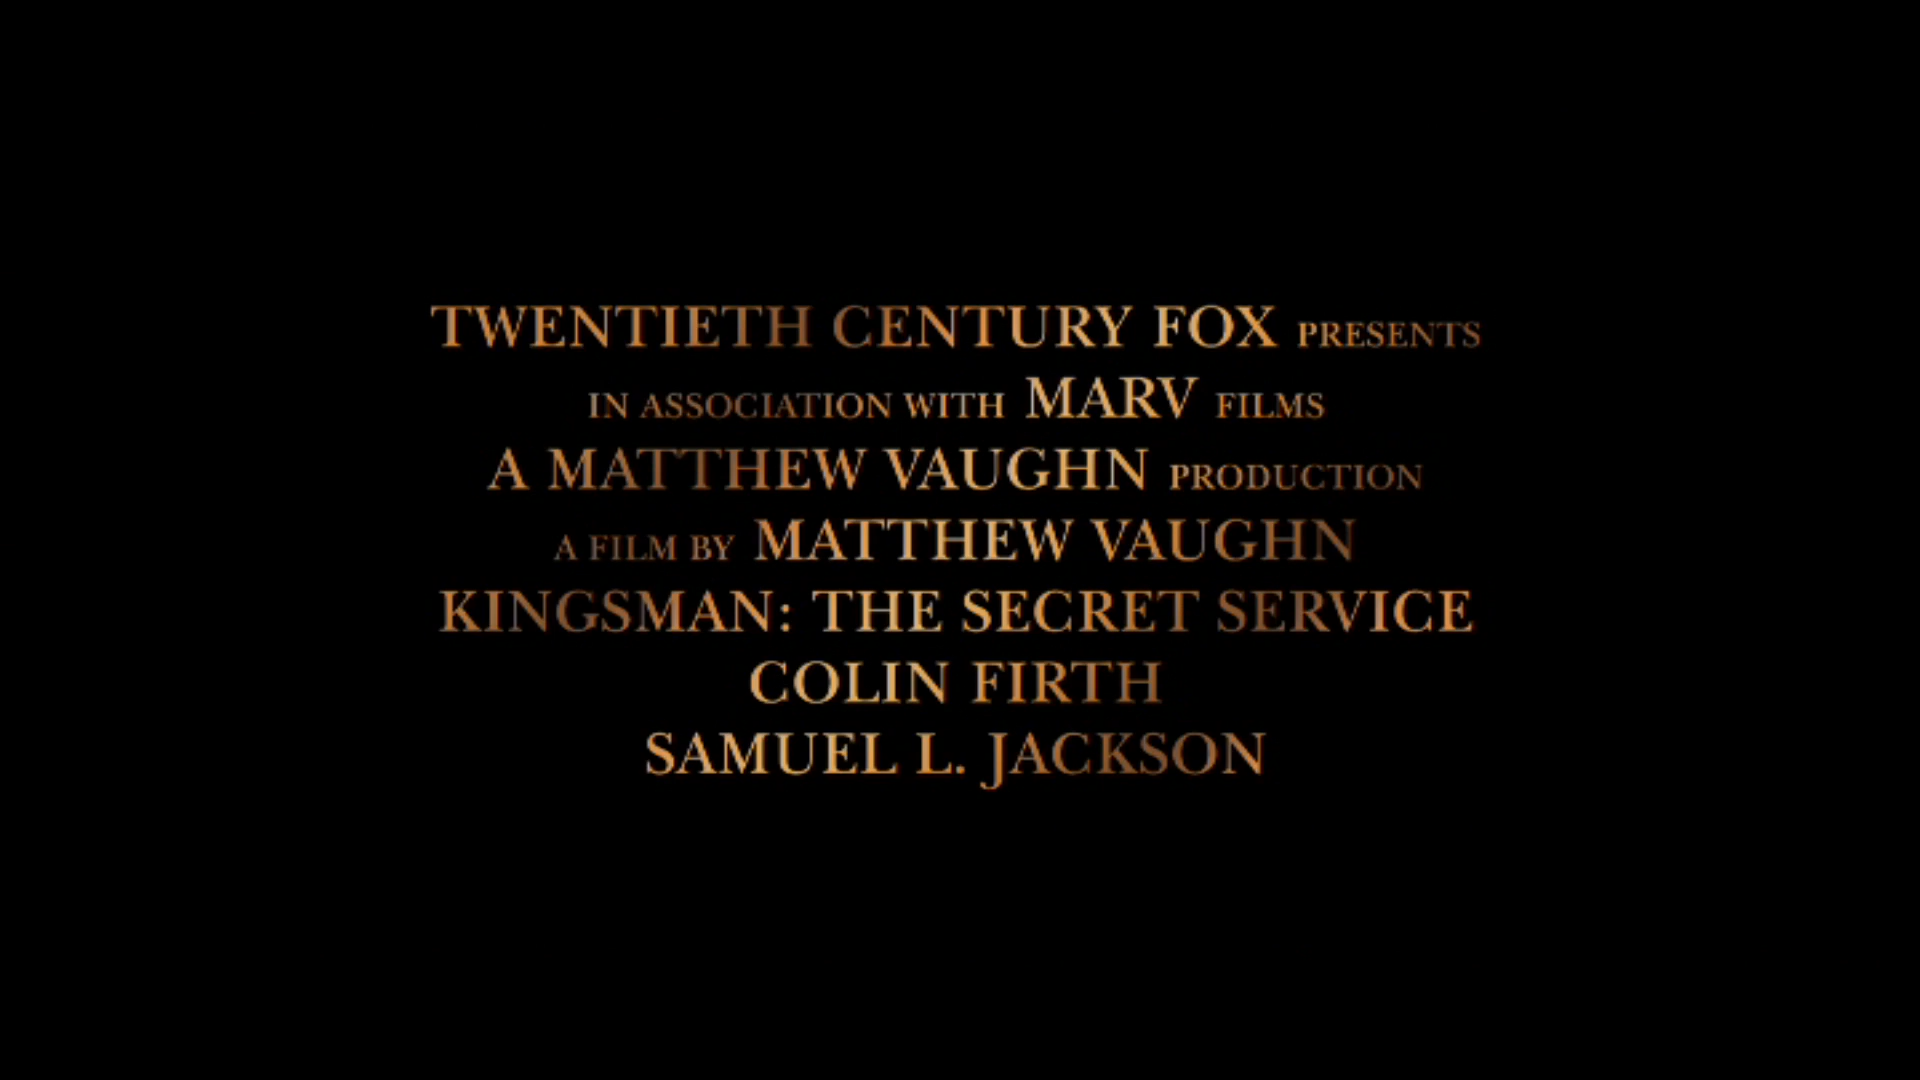 TWENTIETH CENTURY FOX PRESENTS
IN ASSOCIATION WITH MARV FILMS
A MATTHEW VAUGHN PRODUCTION
A FILM BY MATTHEW VAUGHN
KINGSMAN: THE SECRET SERVICE
COLIN FIRTH
SAMUEL L. JACKSON